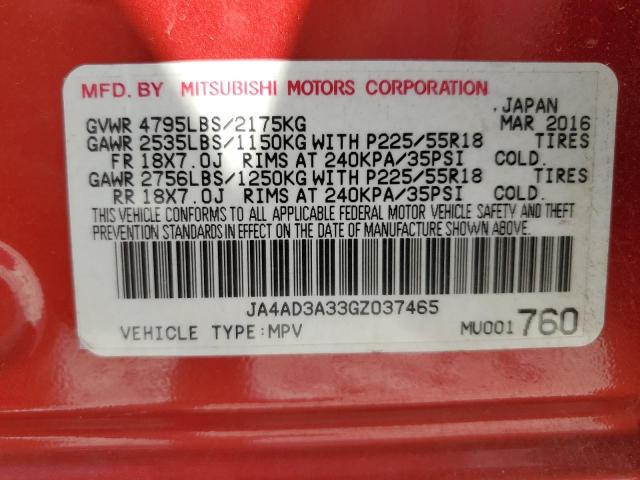 MFD. BY MITSUBISHI MOTORS CORPORATION
, JAPAN
GVWR 4795LBS/2175KG MAR 2016
GAWR 2535LBS/1150KG WITH P225/55R18 TIRES
FR 18X7.0J RIMS AT 240KPA/35PSI COLD.
GAWR 2756LBS/1250KG WITH P225/55R18 TIRES
RR 18X7.0J RIMS AT 240KPA/35PSI COLD.
THIS VEHICLE CONFORMS TO ALL APPLICABLE FEDERAL MOTOR VEHICLE SAFETY AND THEFT
PREVENTION STANDARDS IN EFFECT ON THE DATE OF MANUFACTURE SHOWN ABOVE.
JA4AD3A33GZ037465
VEHICLE TYPE:MPV MU001 760